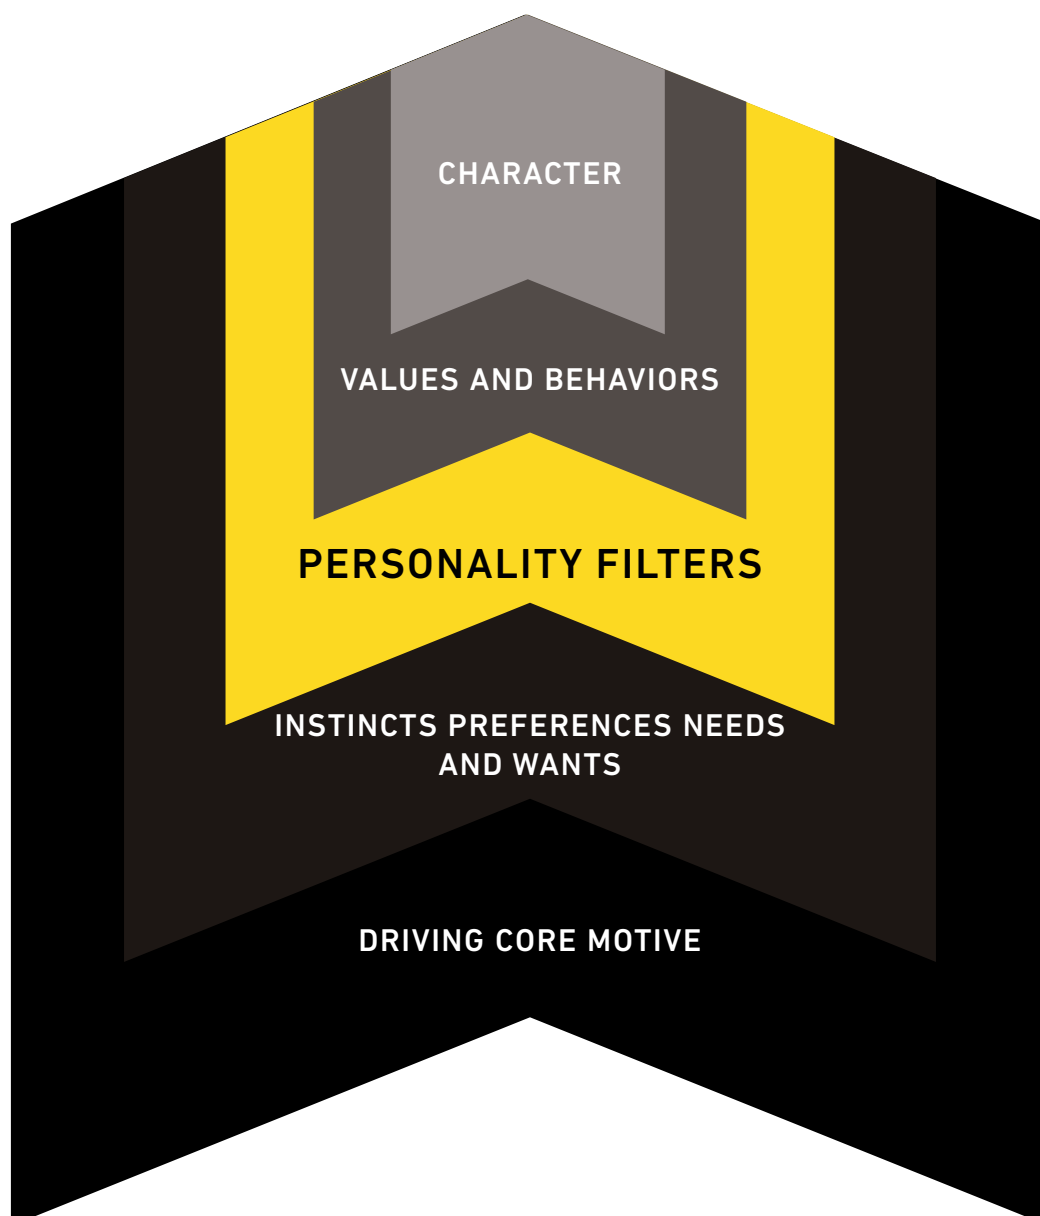 CHARACTER
VALUES AND BEHAVIORS
PERSONALITY FILTERS
INSTINCTS PREFERENCES NEEDS
AND WANTS
DRIVING CORE MOTIVE